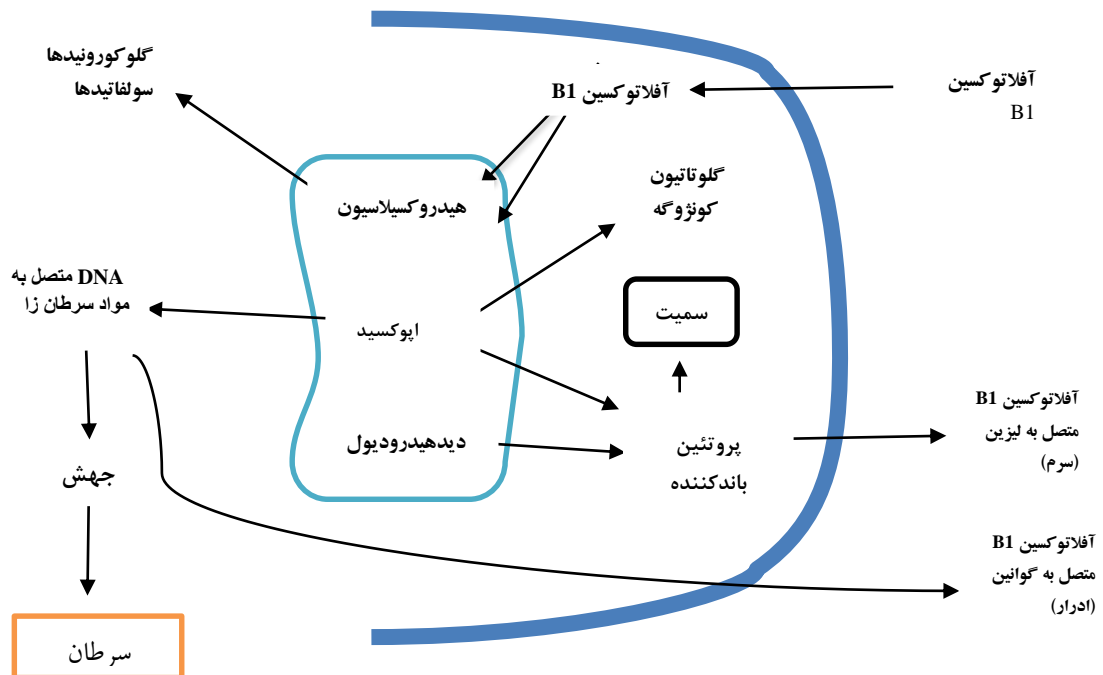 گلوکورونیدها
سولفاتیدها
آفلاتوکسین B1
آفلاتوکسین
B1
گلوتاتیون
کونژوگه
هیدروکسیلاسیون
DNA متصل به
مواد سرطان زا
سمیت
اپوکسید
آفلاتوکسین B1
متصل به لیزین
(سرم)
دیدهیدرودیول
پروتئین
باندکننده
جهش
آفلاتوکسین B1
متصل به گوانین
(ادرار)
سرطان